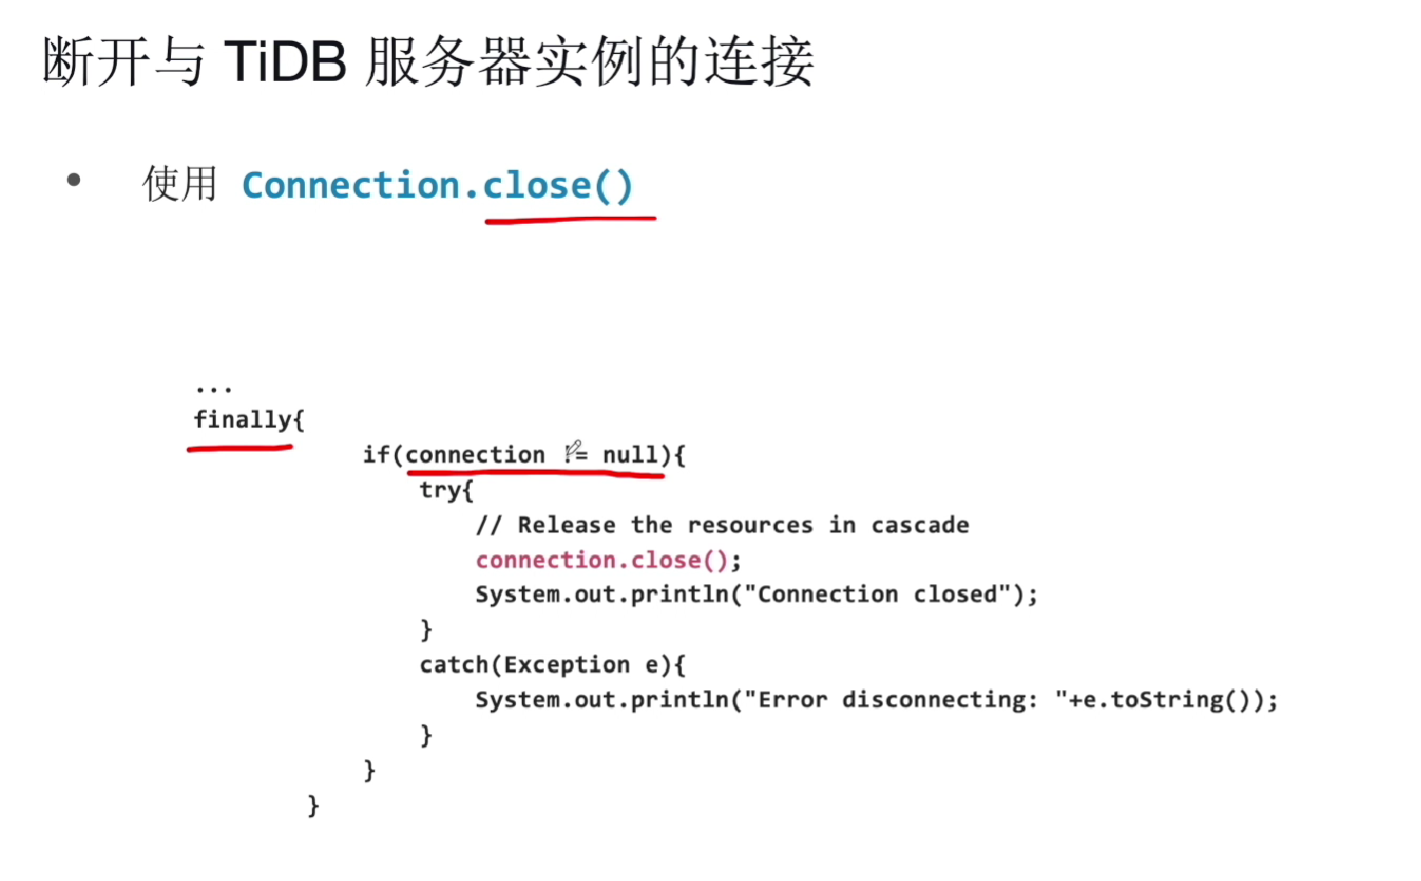 断开与 TiDB 服务器实例的连接
• 使用 Connection.close()
...
finally{
if(connection != null){
try{
// Release the resources in cascade
connection.close();
System.out.println("Connection closed");
}
catch(Exception e){
System.out.println("Error disconnecting: "+e.toString());
}
}
}